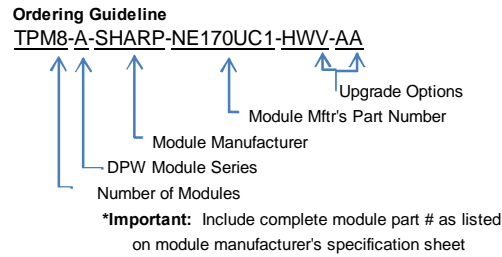 Ordering Guideline
TPM8-A-SHARP-NE170UC1-HWV-AA
Upgrade Options
Module Mftr's Part Number
Module Manufacturer
DPW Module Series
Number of Modules
*Important: Include complete module part # as listed
on module manufacturer's specification sheet